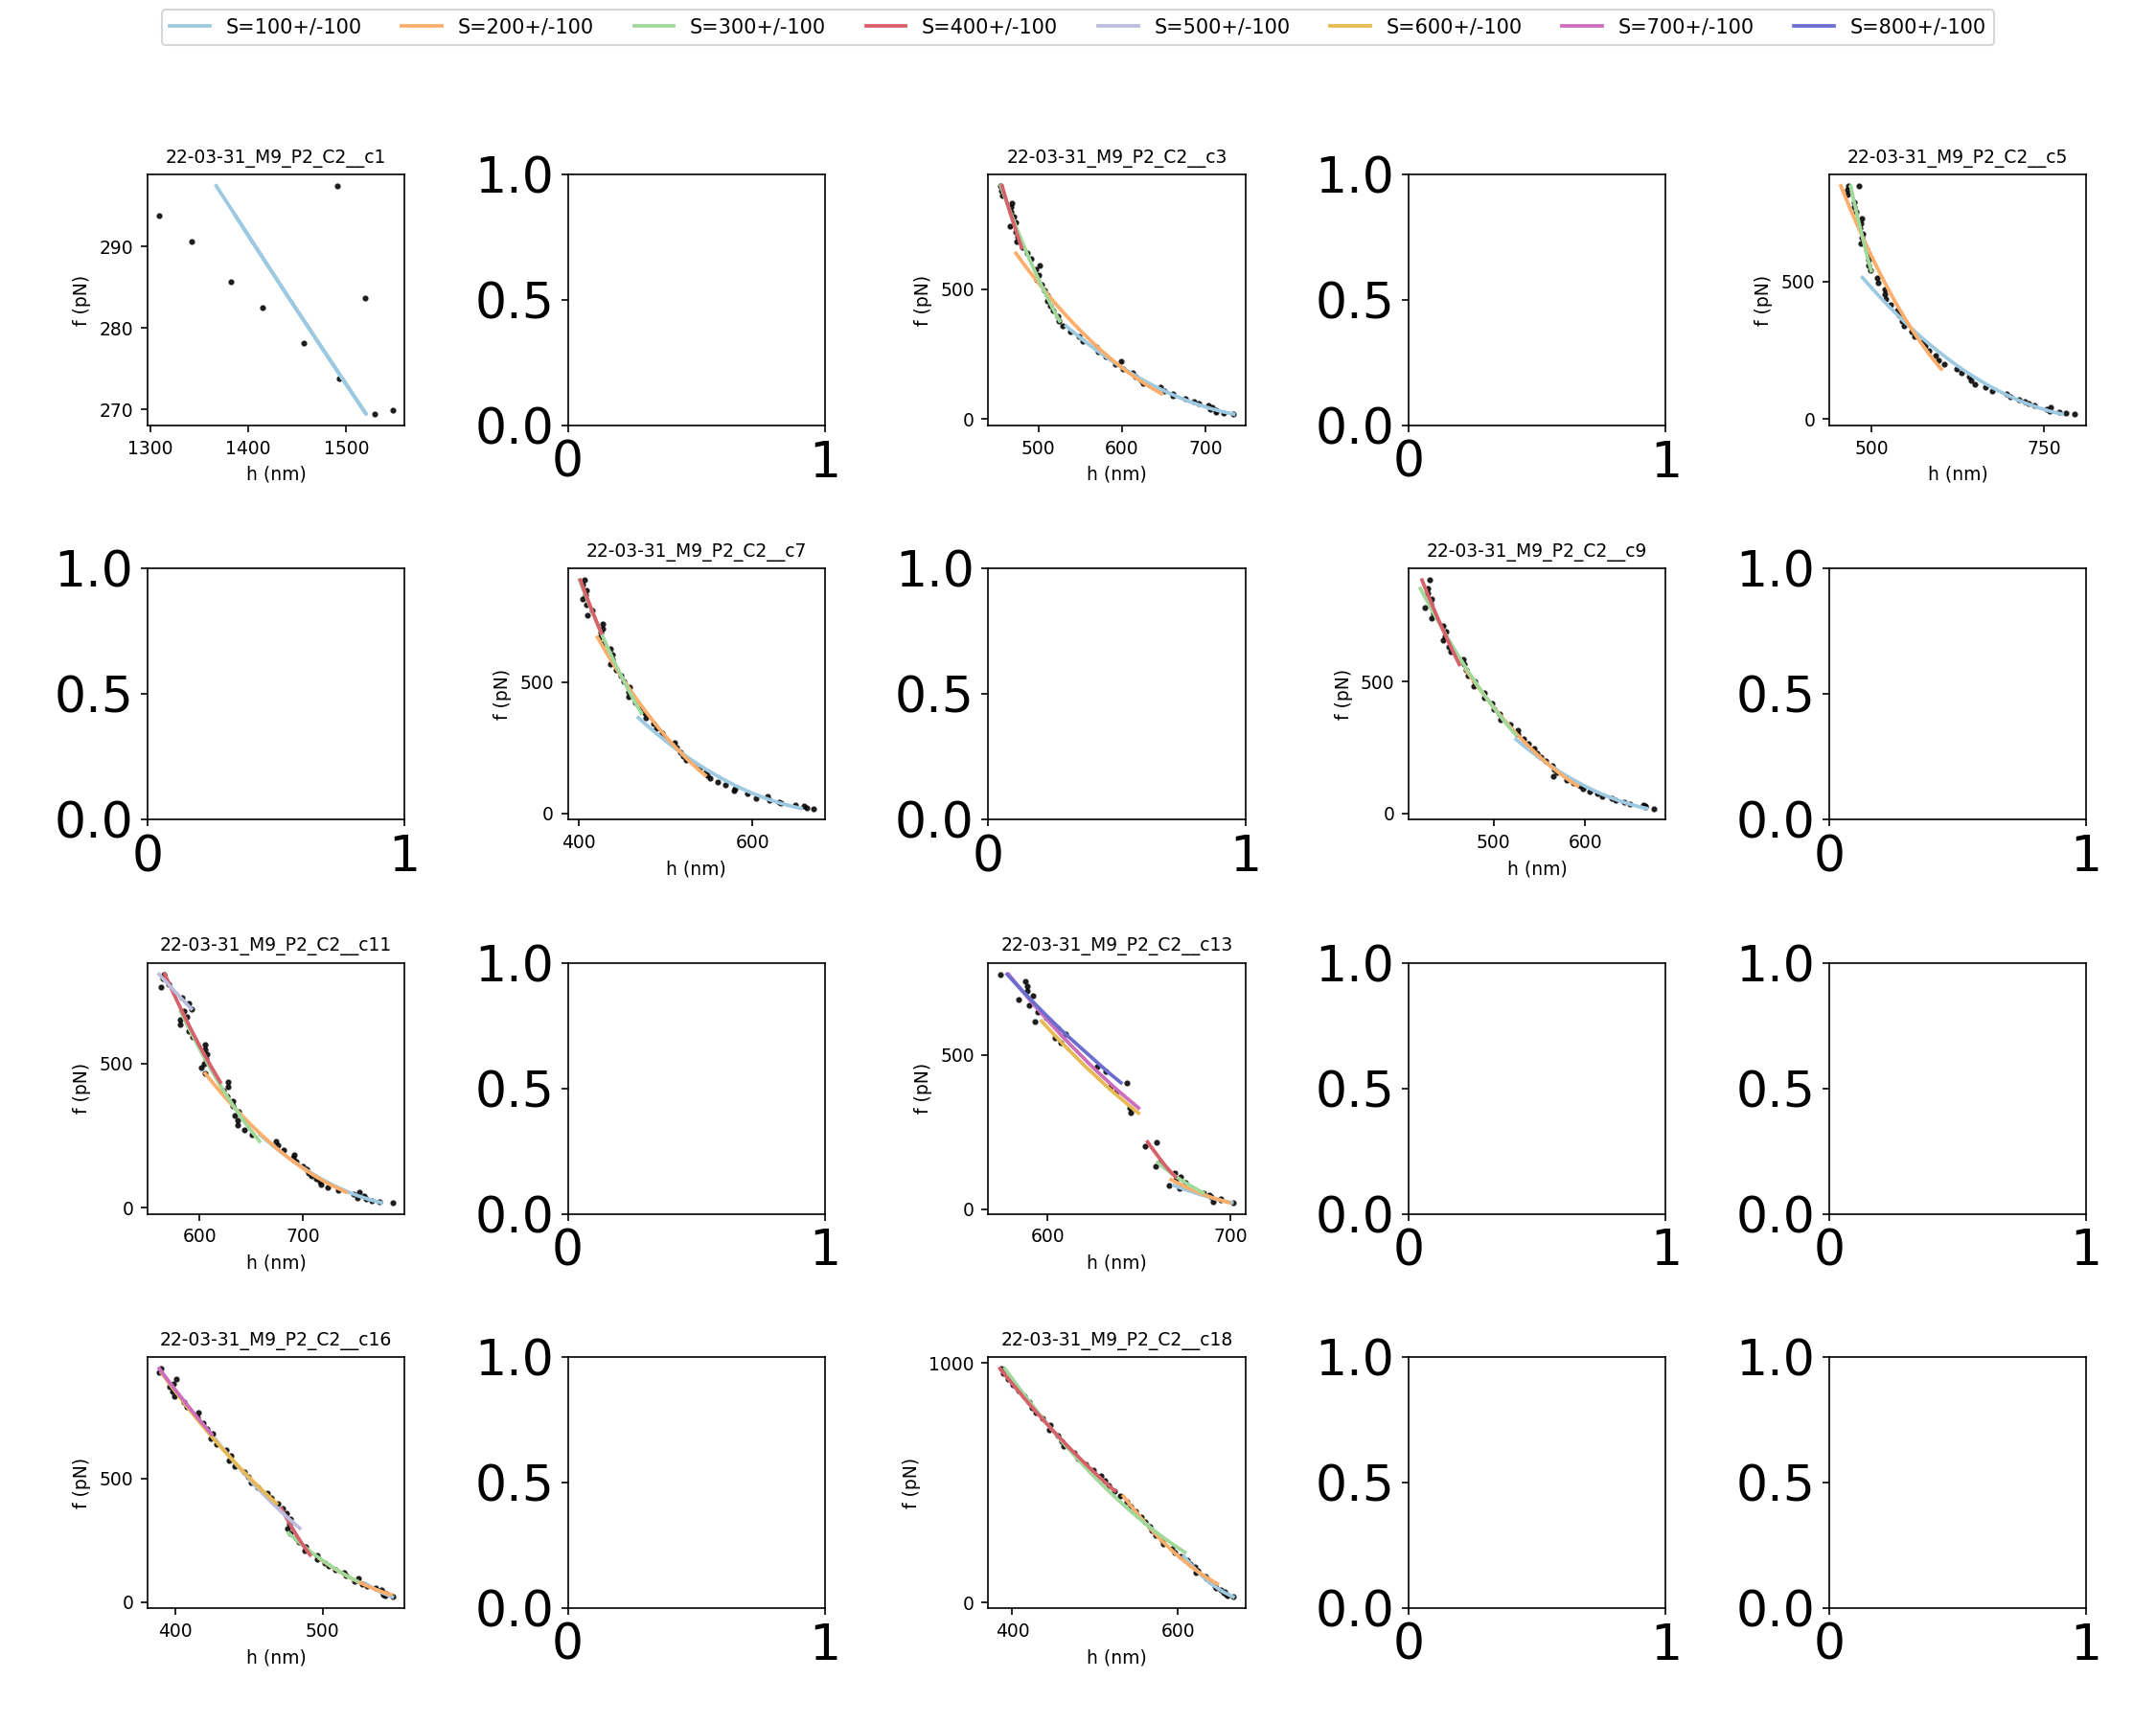 S=100+/-100 S=200+/-100 S=300+/-100 S=400+/-100 S=500+/-100 S=600+/-100 S=700+/-100 S=800+/-100
22-03-31_M9_P2_C2__c1
f (pN)
290
280
270
1300 1400 1500
h (nm)
1.0
0.5
0.0
0 1
22-03-31_M9_P2_C2__c3
f (pN)
500
0
500 600 700
h (nm)
1.0
0.5
0.0
0 1
22-03-31_M9_P2_C2__c5
f (pN)
500
0
500 750
h (nm)
1.0
0.5
0.0
0 1
22-03-31_M9_P2_C2__c7
f (pN)
500
0
400 600
h (nm)
1.0
0.5
0.0
0 1
22-03-31_M9_P2_C2__c9
f (pN)
500
0
500 600
h (nm)
1.0
0.5
0.0
0 1
22-03-31_M9_P2_C2__c11
f (pN)
500
0
600 700
h (nm)
1.0
0.5
0.0
0 1
22-03-31_M9_P2_C2__c13
f (pN)
500
0
600 700
h (nm)
1.0
0.5
0.0
0 1
1.0
0.5
0.0
0 1
22-03-31_M9_P2_C2__c16
f (pN)
500
0
400 500
h (nm)
1.0
0.5
0.0
0 1
22-03-31_M9_P2_C2__c18
f (pN)
1000
0
400 600
h (nm)
1.0
0.5
0.0
0 1
1.0
0.5
0.0
0 1